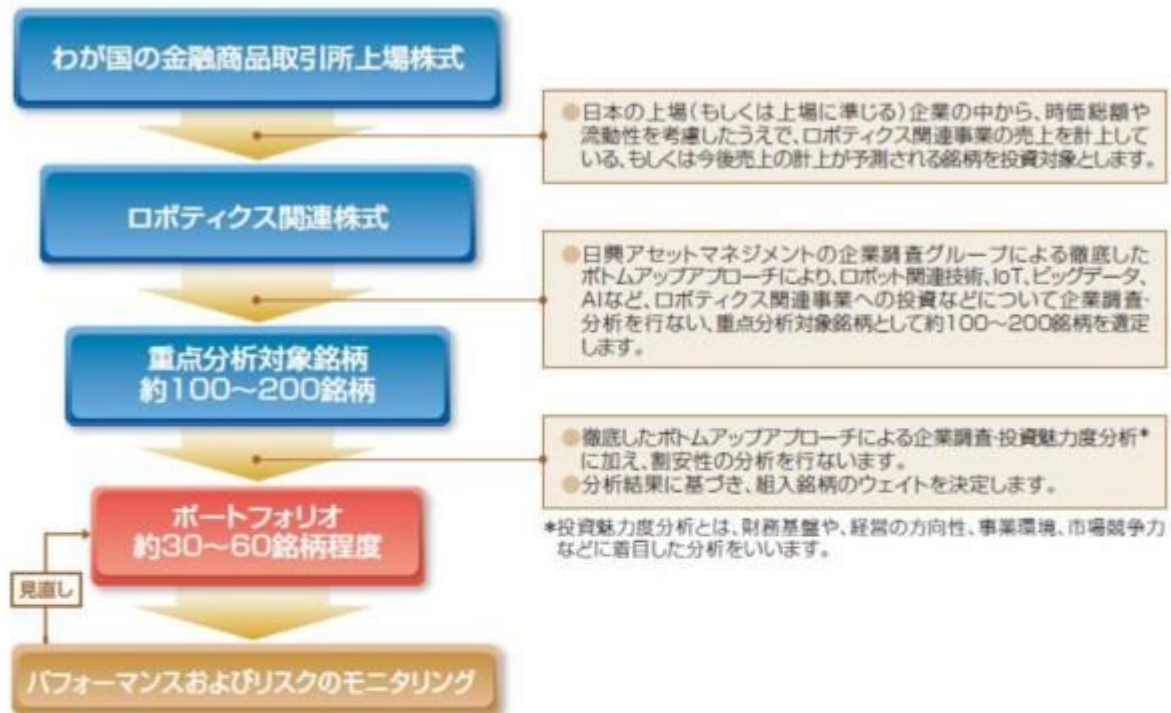 わが国の金融商品取引所上場株式
●日本の上場(もしくは上場に準じる)企業の中から、時価総額や
流動性を考慮したうえで、ロボティクス関連事業の売上を計上して
いる、もしくは今後売上の計上が予測される銘柄を投資対象とします。
ロボティクス関連株式
●日興アセットマネジメントの企業調査グループによる徹底した
ボトムアップアプローチにより、ロボット関連技術、IoT、ビッグデータ、
AIなど、ロボティクス関連事業への投資などについて企業調査・
分析を行ない、重点分析対象銘柄として約100～200銘柄を選定
します。
重点分析対象銘柄
約100～200銘柄
●徹底したボトムアップアプローチによる企業調査・投資魅力度分析*
に加え、割安性の分析を行ないます。
●分析結果に基づき、組入銘柄のウェイトを決定します。
ポートフォリオ
約30～60銘柄程度
*投資魅力度分析とは、財務基盤や、経営の方向性、事業環境、市場競争力
などに着目した分析をいいます。
見直し
パフォーマンスおよびリスクのモニタリング